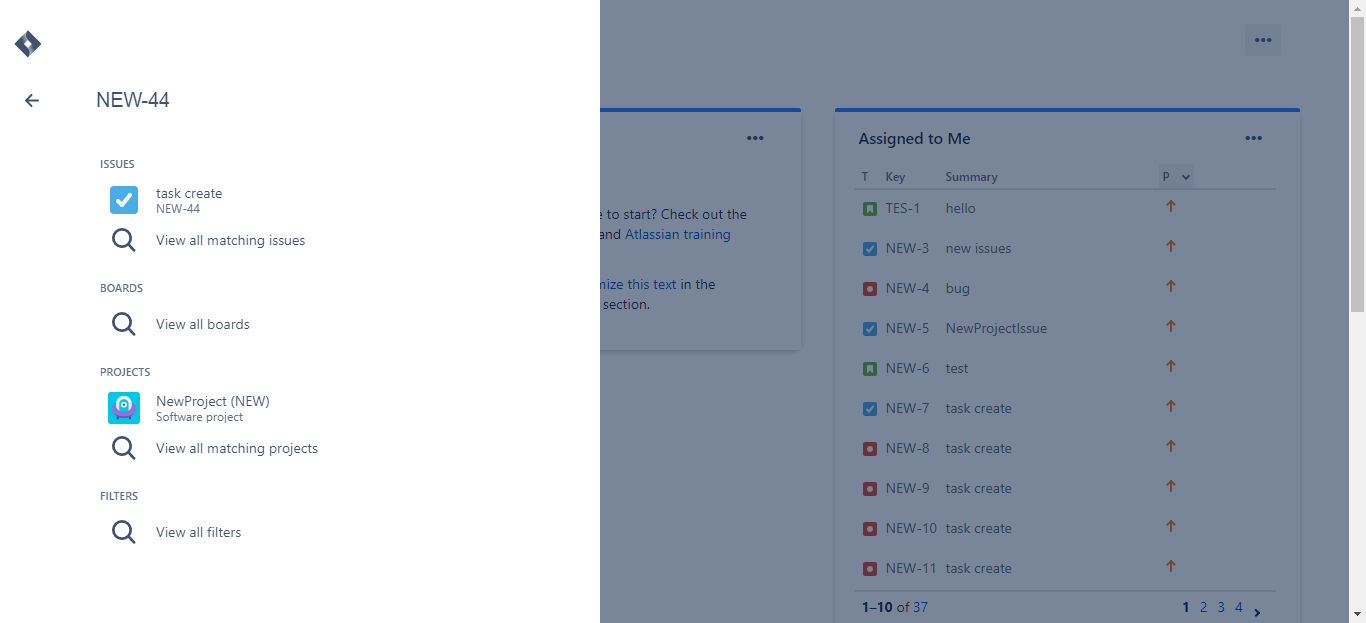 NEW-44
ISSUES
task create
NEW-44
View all matching issues
BOARDS
View all boards
PROJECTS
NewProject (NEW)
Software project
View all matching projects
FILTERS
View all filters
to start? Check out the
and Atlassian training
this text in the
section.
Assigned to Me
T Key Summary P
TES-1 hello
NEW-3 new issues
NEW-4 bug
NEW-5 NewProjectIssue
NEW-6 test
NEW-7 task create
NEW-8 task create
NEW-9 task create
NEW-10 task create
NEW-11 task create
1–10 of 37 1 2 3 4